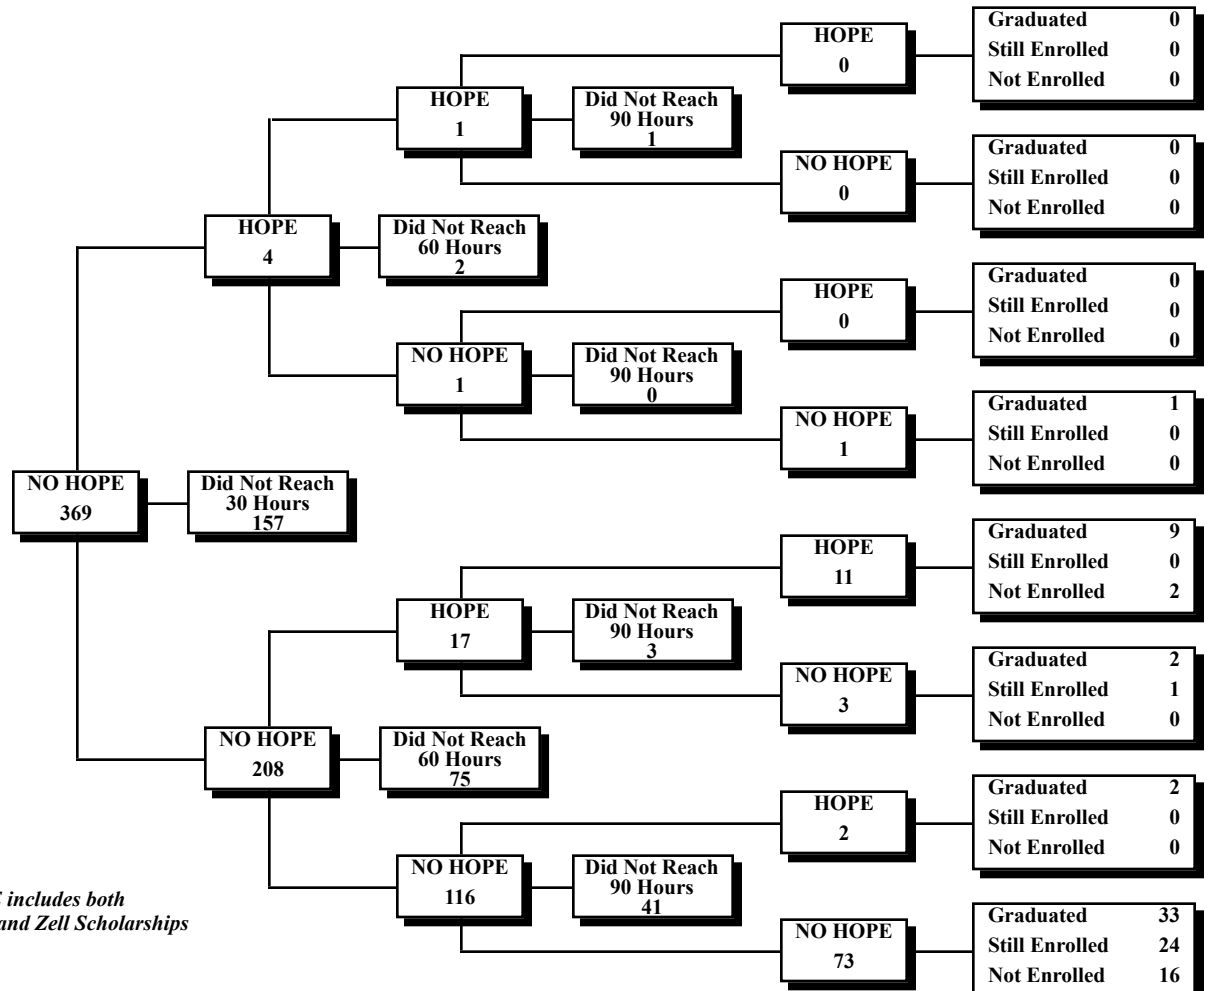 HOPE
0
Graduated 0
Still Enrolled 0
Not Enrolled 0
HOPE
1
Did Not Reach
90 Hours
1
NO HOPE
0
Graduated 0
Still Enrolled 0
Not Enrolled 0
HOPE
4
Did Not Reach
60 Hours
2
HOPE
0
Graduated 0
Still Enrolled 0
Not Enrolled 0
NO HOPE
1
Did Not Reach
90 Hours
0
NO HOPE
1
Graduated 1
Still Enrolled 0
Not Enrolled 0
NO HOPE
369
Did Not Reach
30 Hours
157
HOPE
11
Graduated 9
Still Enrolled 0
Not Enrolled 2
HOPE
17
Did Not Reach
90 Hours
3
NO HOPE
3
Graduated 2
Still Enrolled 1
Not Enrolled 0
NO HOPE
208
Did Not Reach
60 Hours
75
HOPE
2
Graduated 2
Still Enrolled 0
Not Enrolled 0
NO HOPE
116
Did Not Reach
90 Hours
41
includes both
and Zell Scholarships
NO HOPE
73
Graduated 33
Still Enrolled 24
Not Enrolled 16